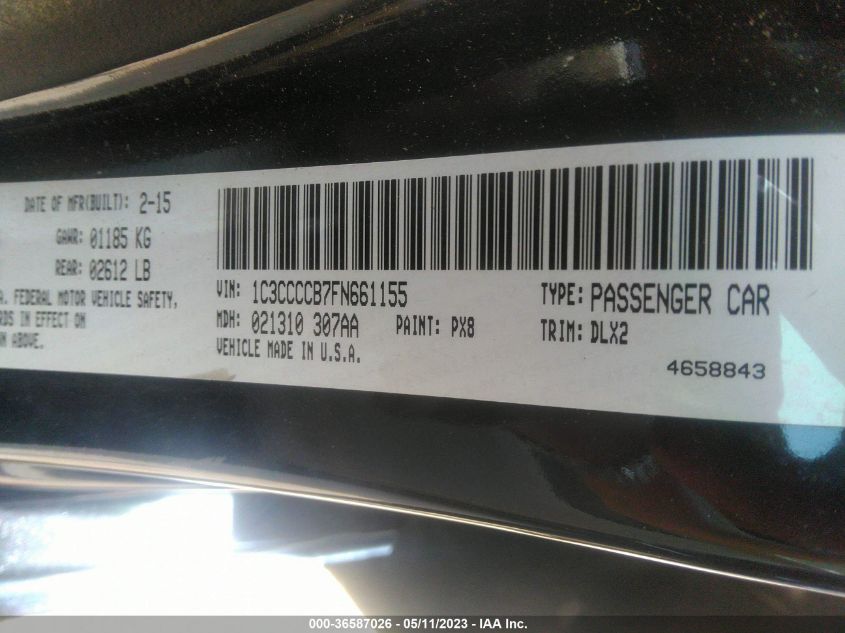 DATE OF MFR(BUILT): 2-15
GAWR: 01185 KG
REAR: 02612 LB
A. FEDERAL MOTOR VEHICLE SAFETY,
RDS IN EFFECT ON
N ABOVE.
VIN: 1C3CCCCB7FN661155
TYPE: PASSENGER CAR
MDH: 021310 307AA
PAINT: PX8
TRIM: DLX2
VEHICLE MADE IN U.S.A.
4658843
000-36587026 - 05/11/2023 - IAA Inc.